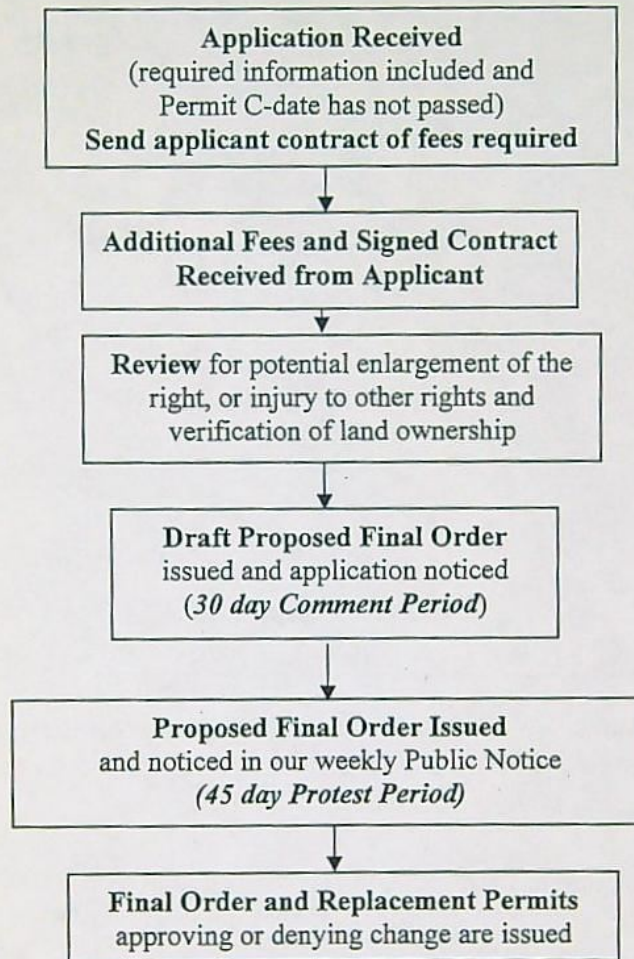 Application Received
(required information included and
Permit C-date has not passed)
Send applicant contract of fees required
Additional Fees and Signed Contract
Received from Applicant
Review for potential enlargement of the
right, or injury to other rights and
verification of land ownership
Draft Proposed Final Order
issued and application noticed
(30 day Comment Period)
Proposed Final Order Issued
and noticed in our weekly Public Notice
(45 day Protest Period)
Final Order and Replacement Permits
approving or denying change are issued